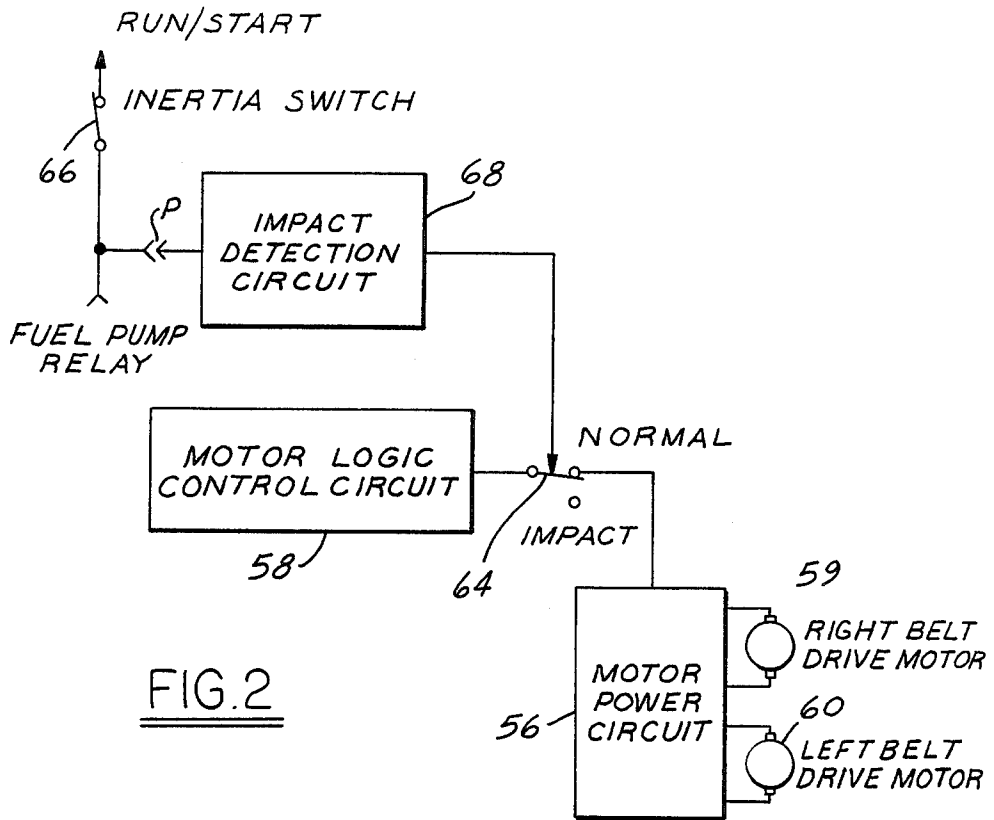 RUN/START
INERTIA SWITCH
66
P
68
IMPACT
DETECTION
CIRCUIT
FUEL PUMP
RELAY
MOTOR LOGIC
CONTROL CIRCUIT
NORMAL
IMPACT
58
64
59
RIGHT BELT
DRIVE MOTOR
MOTOR
POWER
CIRCUIT
56
60
LEFT BELT
DRIVE MOTOR
FIG.2